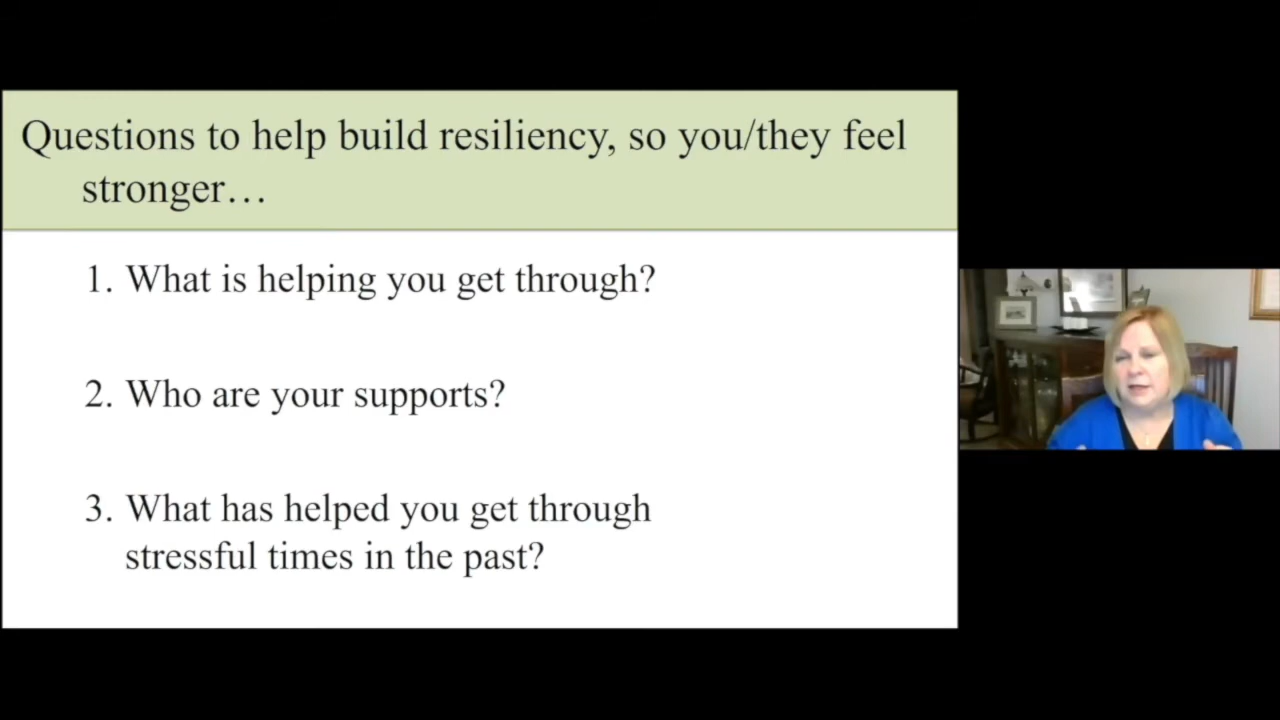 Questions to help build resiliency, so you/they feel
stronger…
1. What is helping you get through?
2. Who are your supports?
3. What has helped you get through
stressful times in the past?